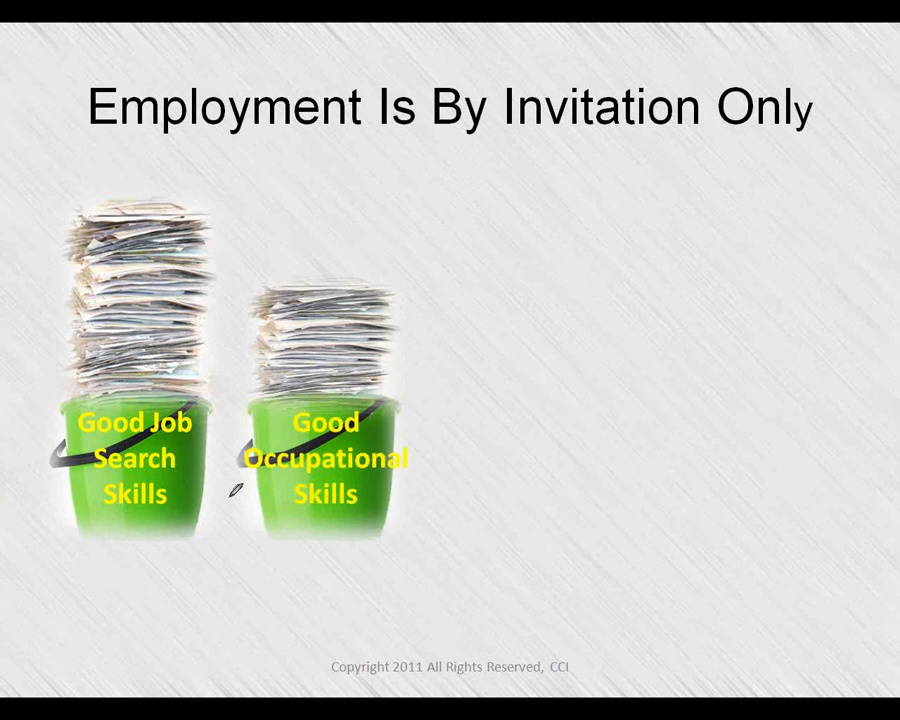 Employment Is By Invitation Only
Good Job
Search
Skills
Good
Occupational
Skills
Copyright 2011 All Rights Reserved, CCI